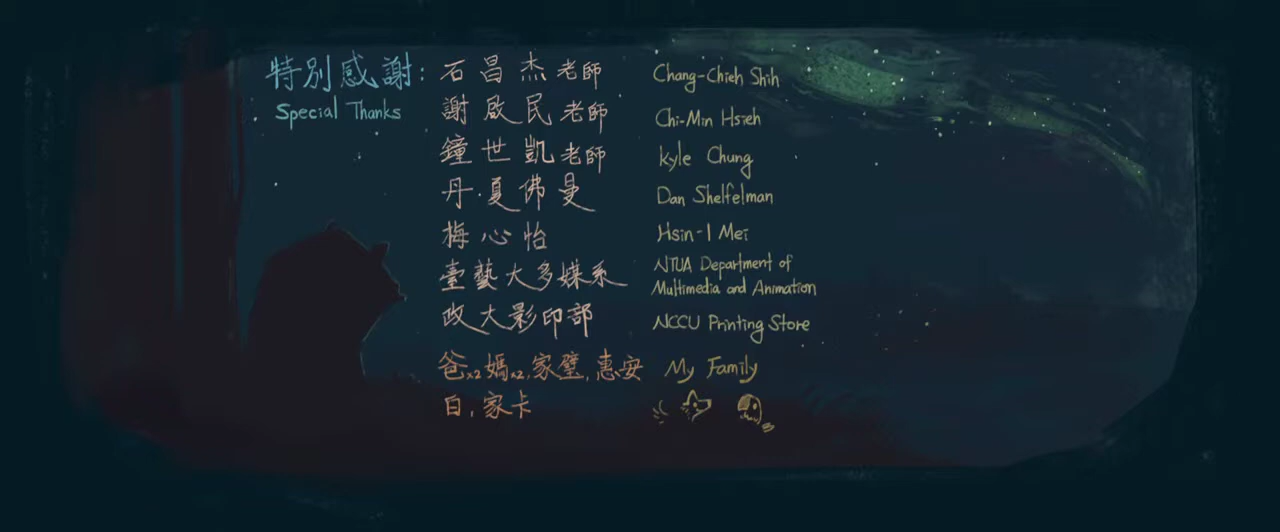 特別感謝:
Special Thanks
石昌杰老師 Chang-Chieh Shih
謝啟民老師 Chi-Min Hsieh
鐘世凱老師 Kyle Chung
丹·夏佛曼 Dan Shelfelman
梅心怡 Hsin-I Mei
臺藝大多媒系 NTUA Department of
Multimedia and Animation
政大影印部 NCCU Printing Store
爸x2媽x2,家璧,惠安 My Family
白,家卡